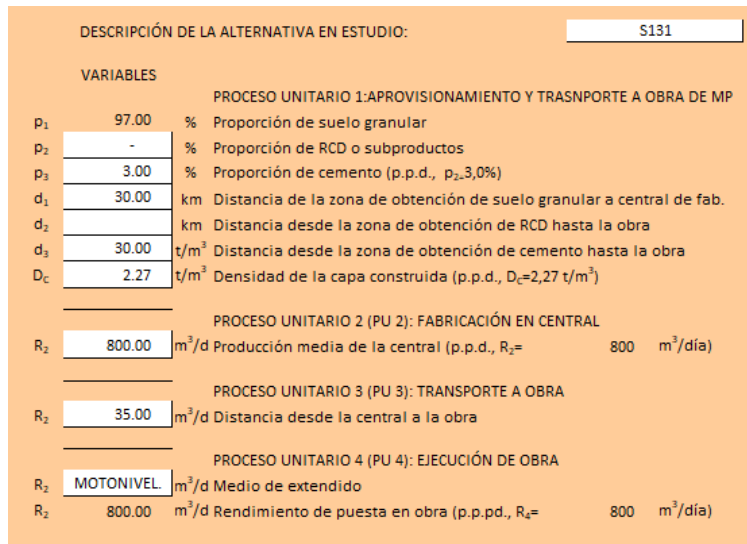 DESCRIPCIÓN DE LA ALTERNATIVA EN ESTUDIO: S131
VARIABLES
PROCESO UNITARIO 1:APROVISIONAMIENTO Y TRASNPORTE A OBRA DE MP
p₁ 97.00 % Proporción de suelo granular
p₂ - % Proporción de RCD o subproductos
p₃ 3.00 % Proporción de cemento (p.p.d., p₂₌3,0%)
d₁ 30.00 km Distancia de la zona de obtención de suelo granular a central de fab.
d₂ km Distancia desde la zona de obtención de RCD hasta la obra
d₃ 30.00 t/m³ Distancia desde la zona de obtención de cemento hasta la obra
D_C 2.27 t/m³ Densidad de la capa construida (p.p.d., D_C=2,27 t/m³)
PROCESO UNITARIO 2 (PU 2): FABRICACIÓN EN CENTRAL
R₂ 800.00 m³/d Producción media de la central (p.p.d., R₂= 800 m³/día)
PROCESO UNITARIO 3 (PU 3): TRANSPORTE A OBRA
R₂ 35.00 m³/d Distancia desde la central a la obra
PROCESO UNITARIO 4 (PU 4): EJECUCIÓN DE OBRA
R₂ MOTONIVEL. m³/d Medio de extendido
R₂ 800.00 m³/d Rendimiento de puesta en obra (p.p.pd., R₄= 800 m³/día)